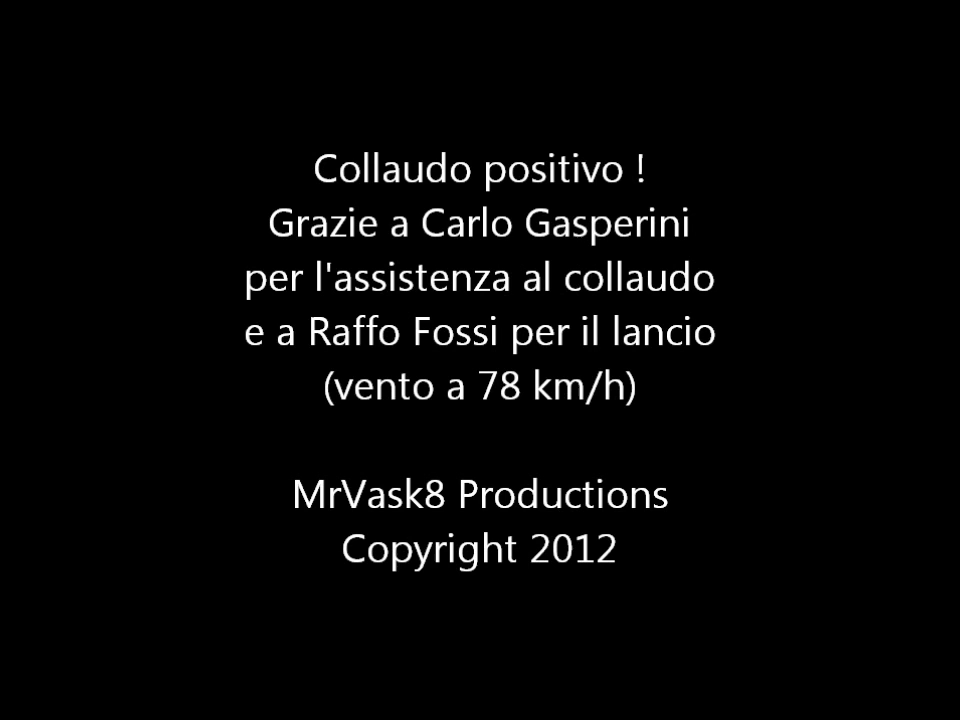 Collaudo positivo !
Grazie a Carlo Gasperini
per l'assistenza al collaudo
e a Raffo Fossi per il lancio
(vento a 78 km/h)
MrVask8 Productions
Copyright 2012